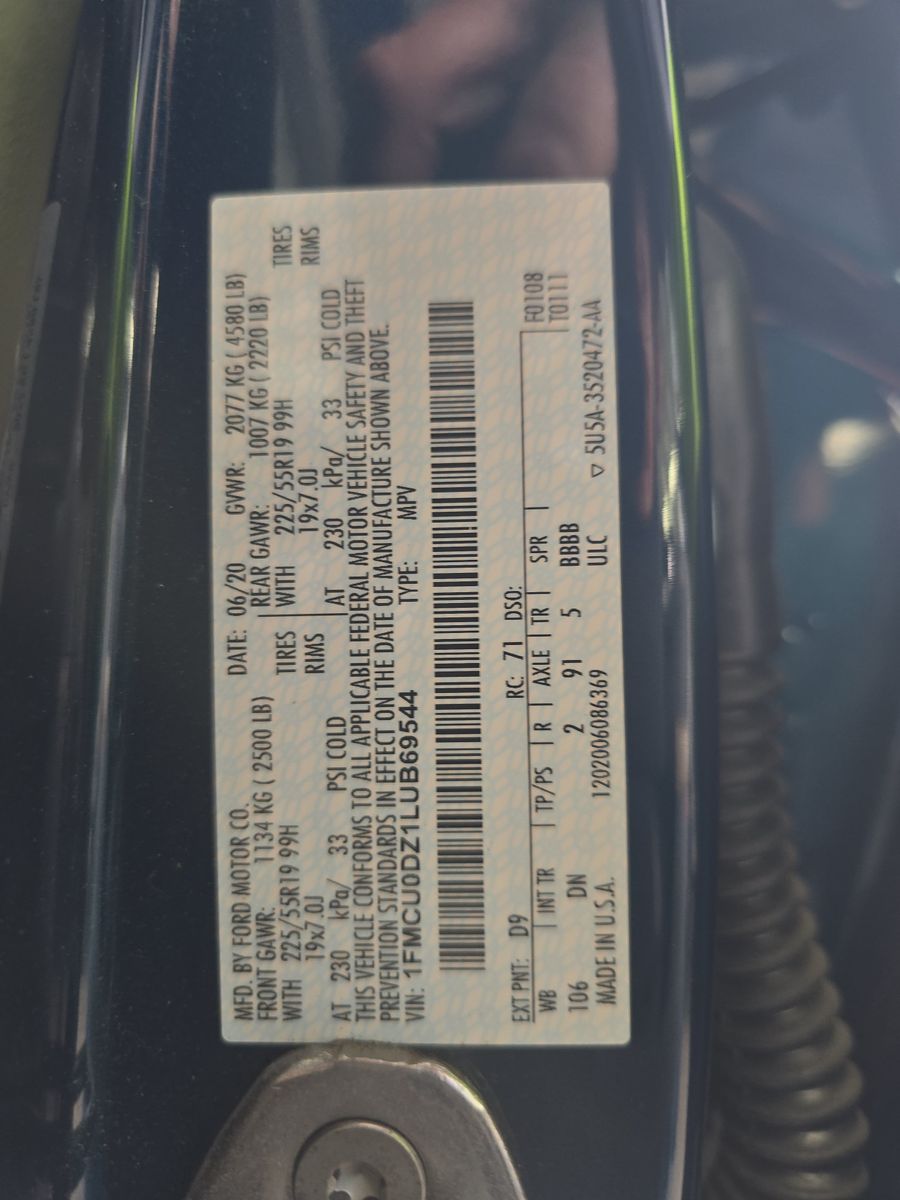 MFD. BY FORD MOTOR CO. DATE: 06/20 GVWR: 2077 KG ( 4580 LB)
FRONT GAWR: 1134 KG ( 2500 LB) REAR GAWR: 1007 KG ( 2220 LB)
WITH 225/55R19 99H TIRES WITH 225/55R19 99H TIRES
19x7.0J RIMS 19x7.0J RIMS
AT 230 kPa/ 33 PSI COLD AT 230 kPa/ 33 PSI COLD
THIS VEHICLE CONFORMS TO ALL APPLICABLE FEDERAL MOTOR VEHICLE SAFETY AND THEFT
PREVENTION STANDARDS IN EFFECT ON THE DATE OF MANUFACTURE SHOWN ABOVE.
VIN: 1FMCU0DZ1LUB69544 TYPE: MPV
EXT PNT: D9 RC: 71 DSO:
WB INT TR TP/PS R AXLE TR SPR F0108
T0111
106 DN 2 91 5 BBBB
MADE IN U.S.A. 1202006086369 ULC ▽ 5U5A-3520472-AA